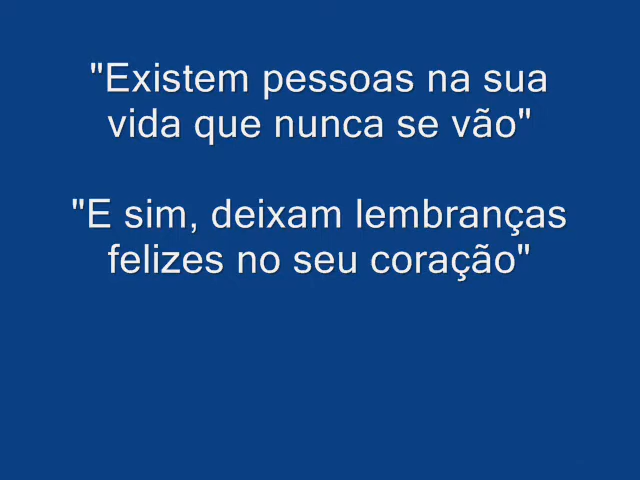 "Existem pessoas na sua
vida que nunca se vão"
"E sim, deixam lembranças
felizes no seu coração"